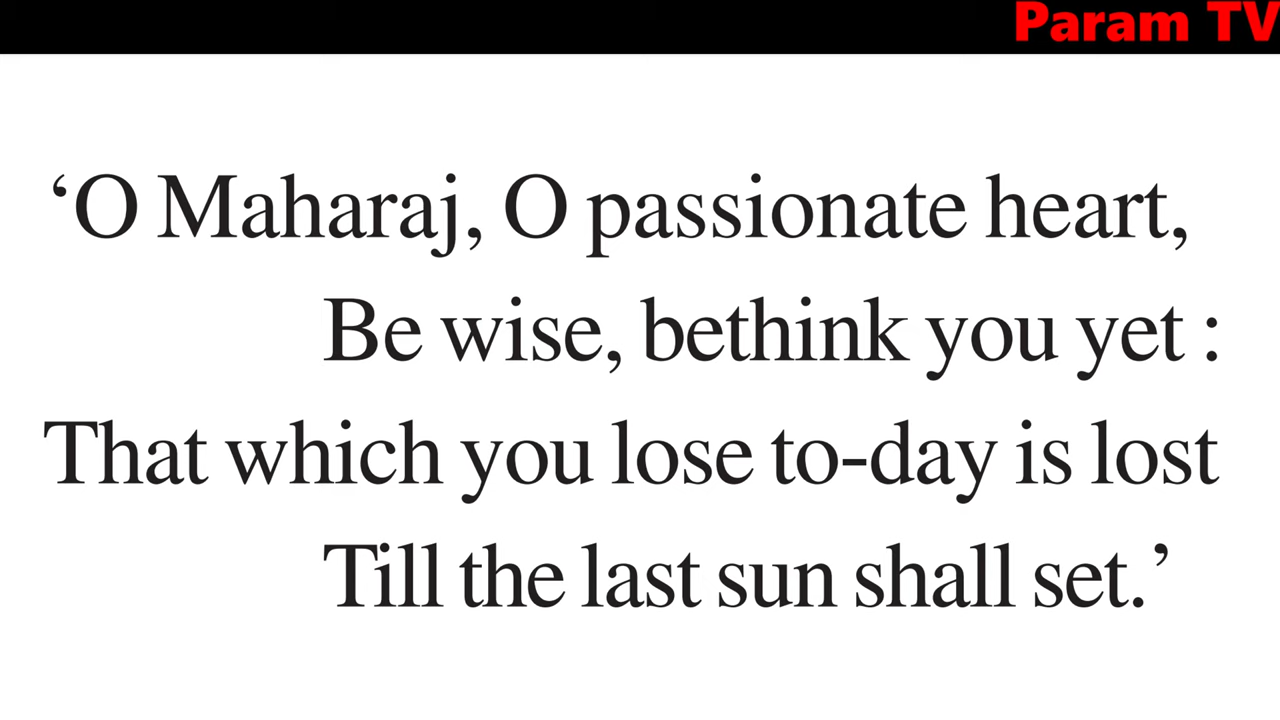 Param TV
‘O Maharaj, O passionate heart,
Be wise, bethink you yet :
That which you lose to-day is lost
Till the last sun shall set.’